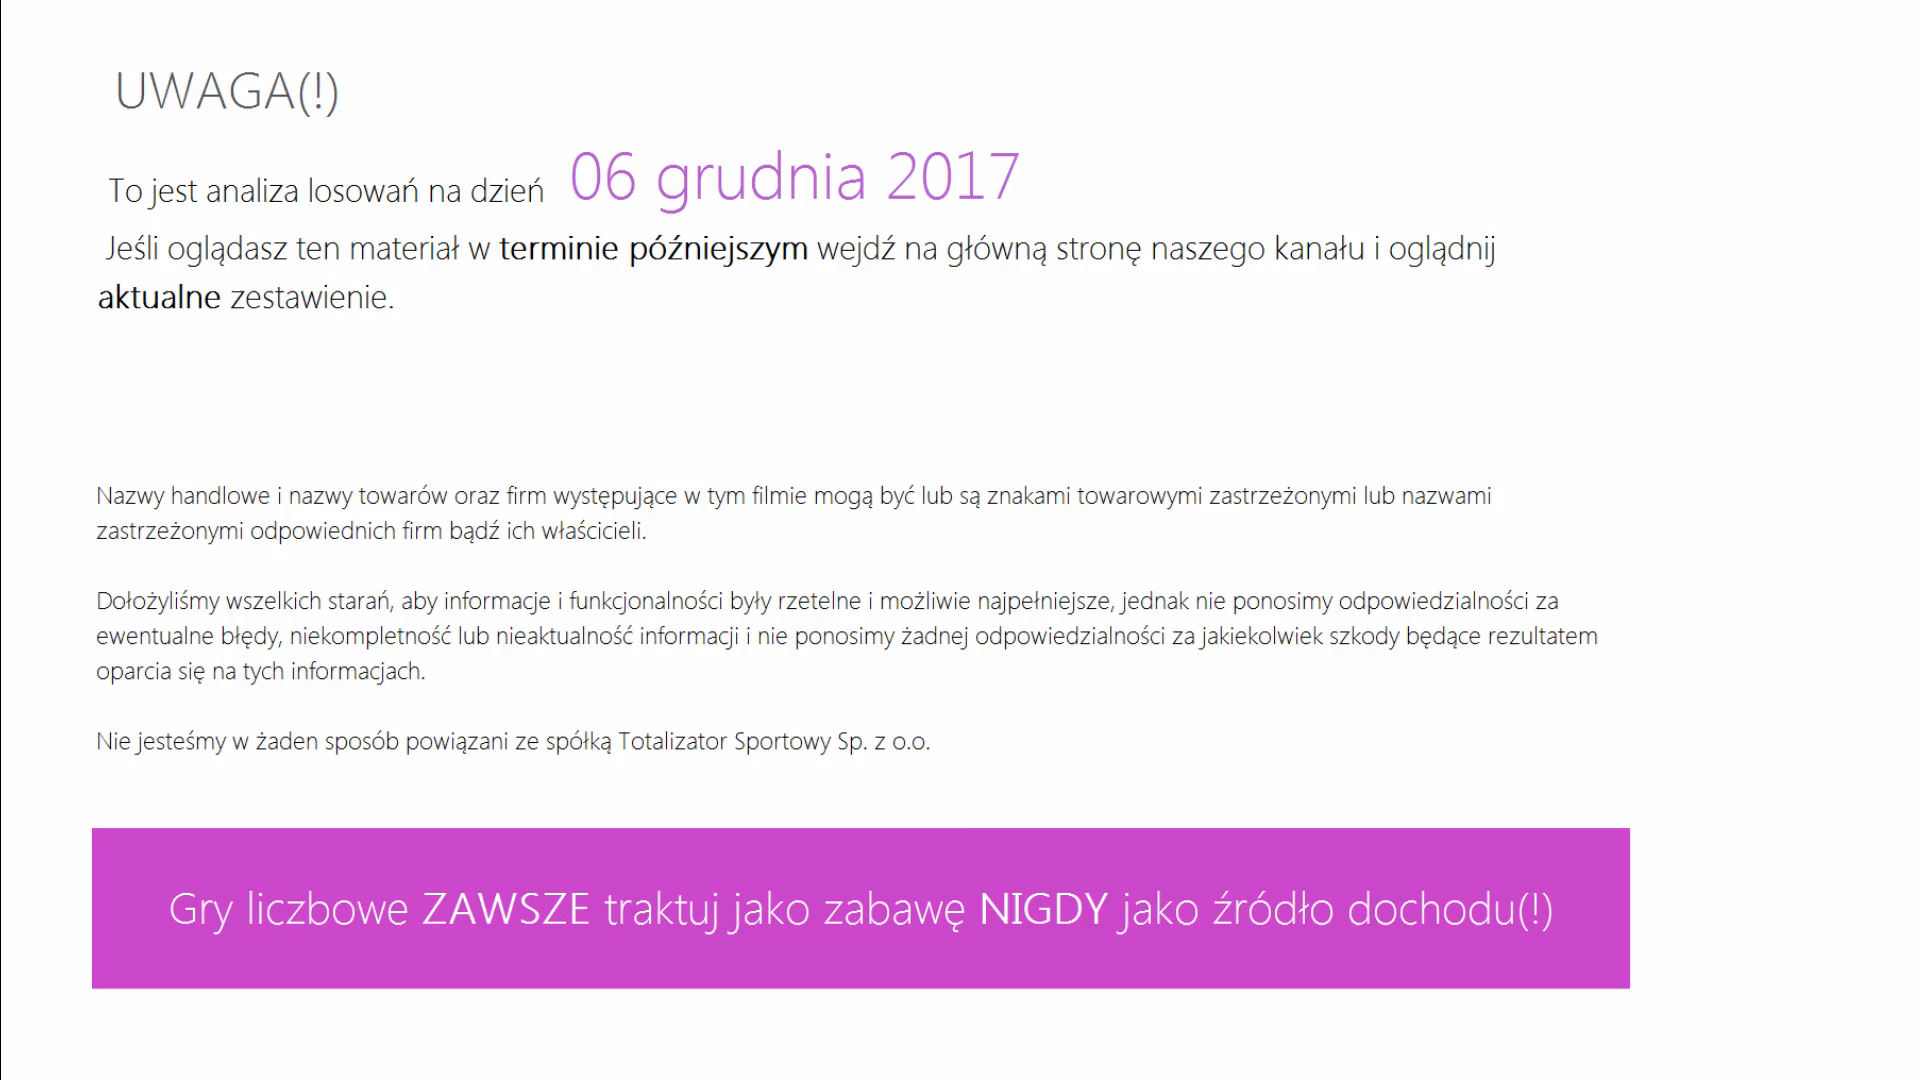 UWAGA(!)
To jest analiza losowań na dzień 06 grudnia 2017
Jeśli oglądasz ten materiał w terminie późniejszym wejdź na główną stronę naszego kanału i oglądnij
aktualne zestawienie.
Nazwy handlowe i nazwy towarów oraz firm występujące w tym filmie mogą być lub są znakami towarowymi zastrzeżonymi lub nazwami
zastrzeżonymi odpowiednich firm bądź ich właścicieli.
Dołożyliśmy wszelkich starań, aby informacje i funkcjonalności były rzetelne i możliwie najpełniejsze, jednak nie ponosimy odpowiedzialności za
ewentualne błędy, niekompletność lub nieaktualność informacji i nie ponosimy żadnej odpowiedzialności za jakiekolwiek szkody będące rezultatem
oparcia się na tych informacjach.
Nie jesteśmy w żaden sposób powiązani ze spółką Totalizator Sportowy Sp. z o.o.
Gry liczbowe ZAWSZE traktuj jako zabawę NIGDY jako źródło dochodu(!)